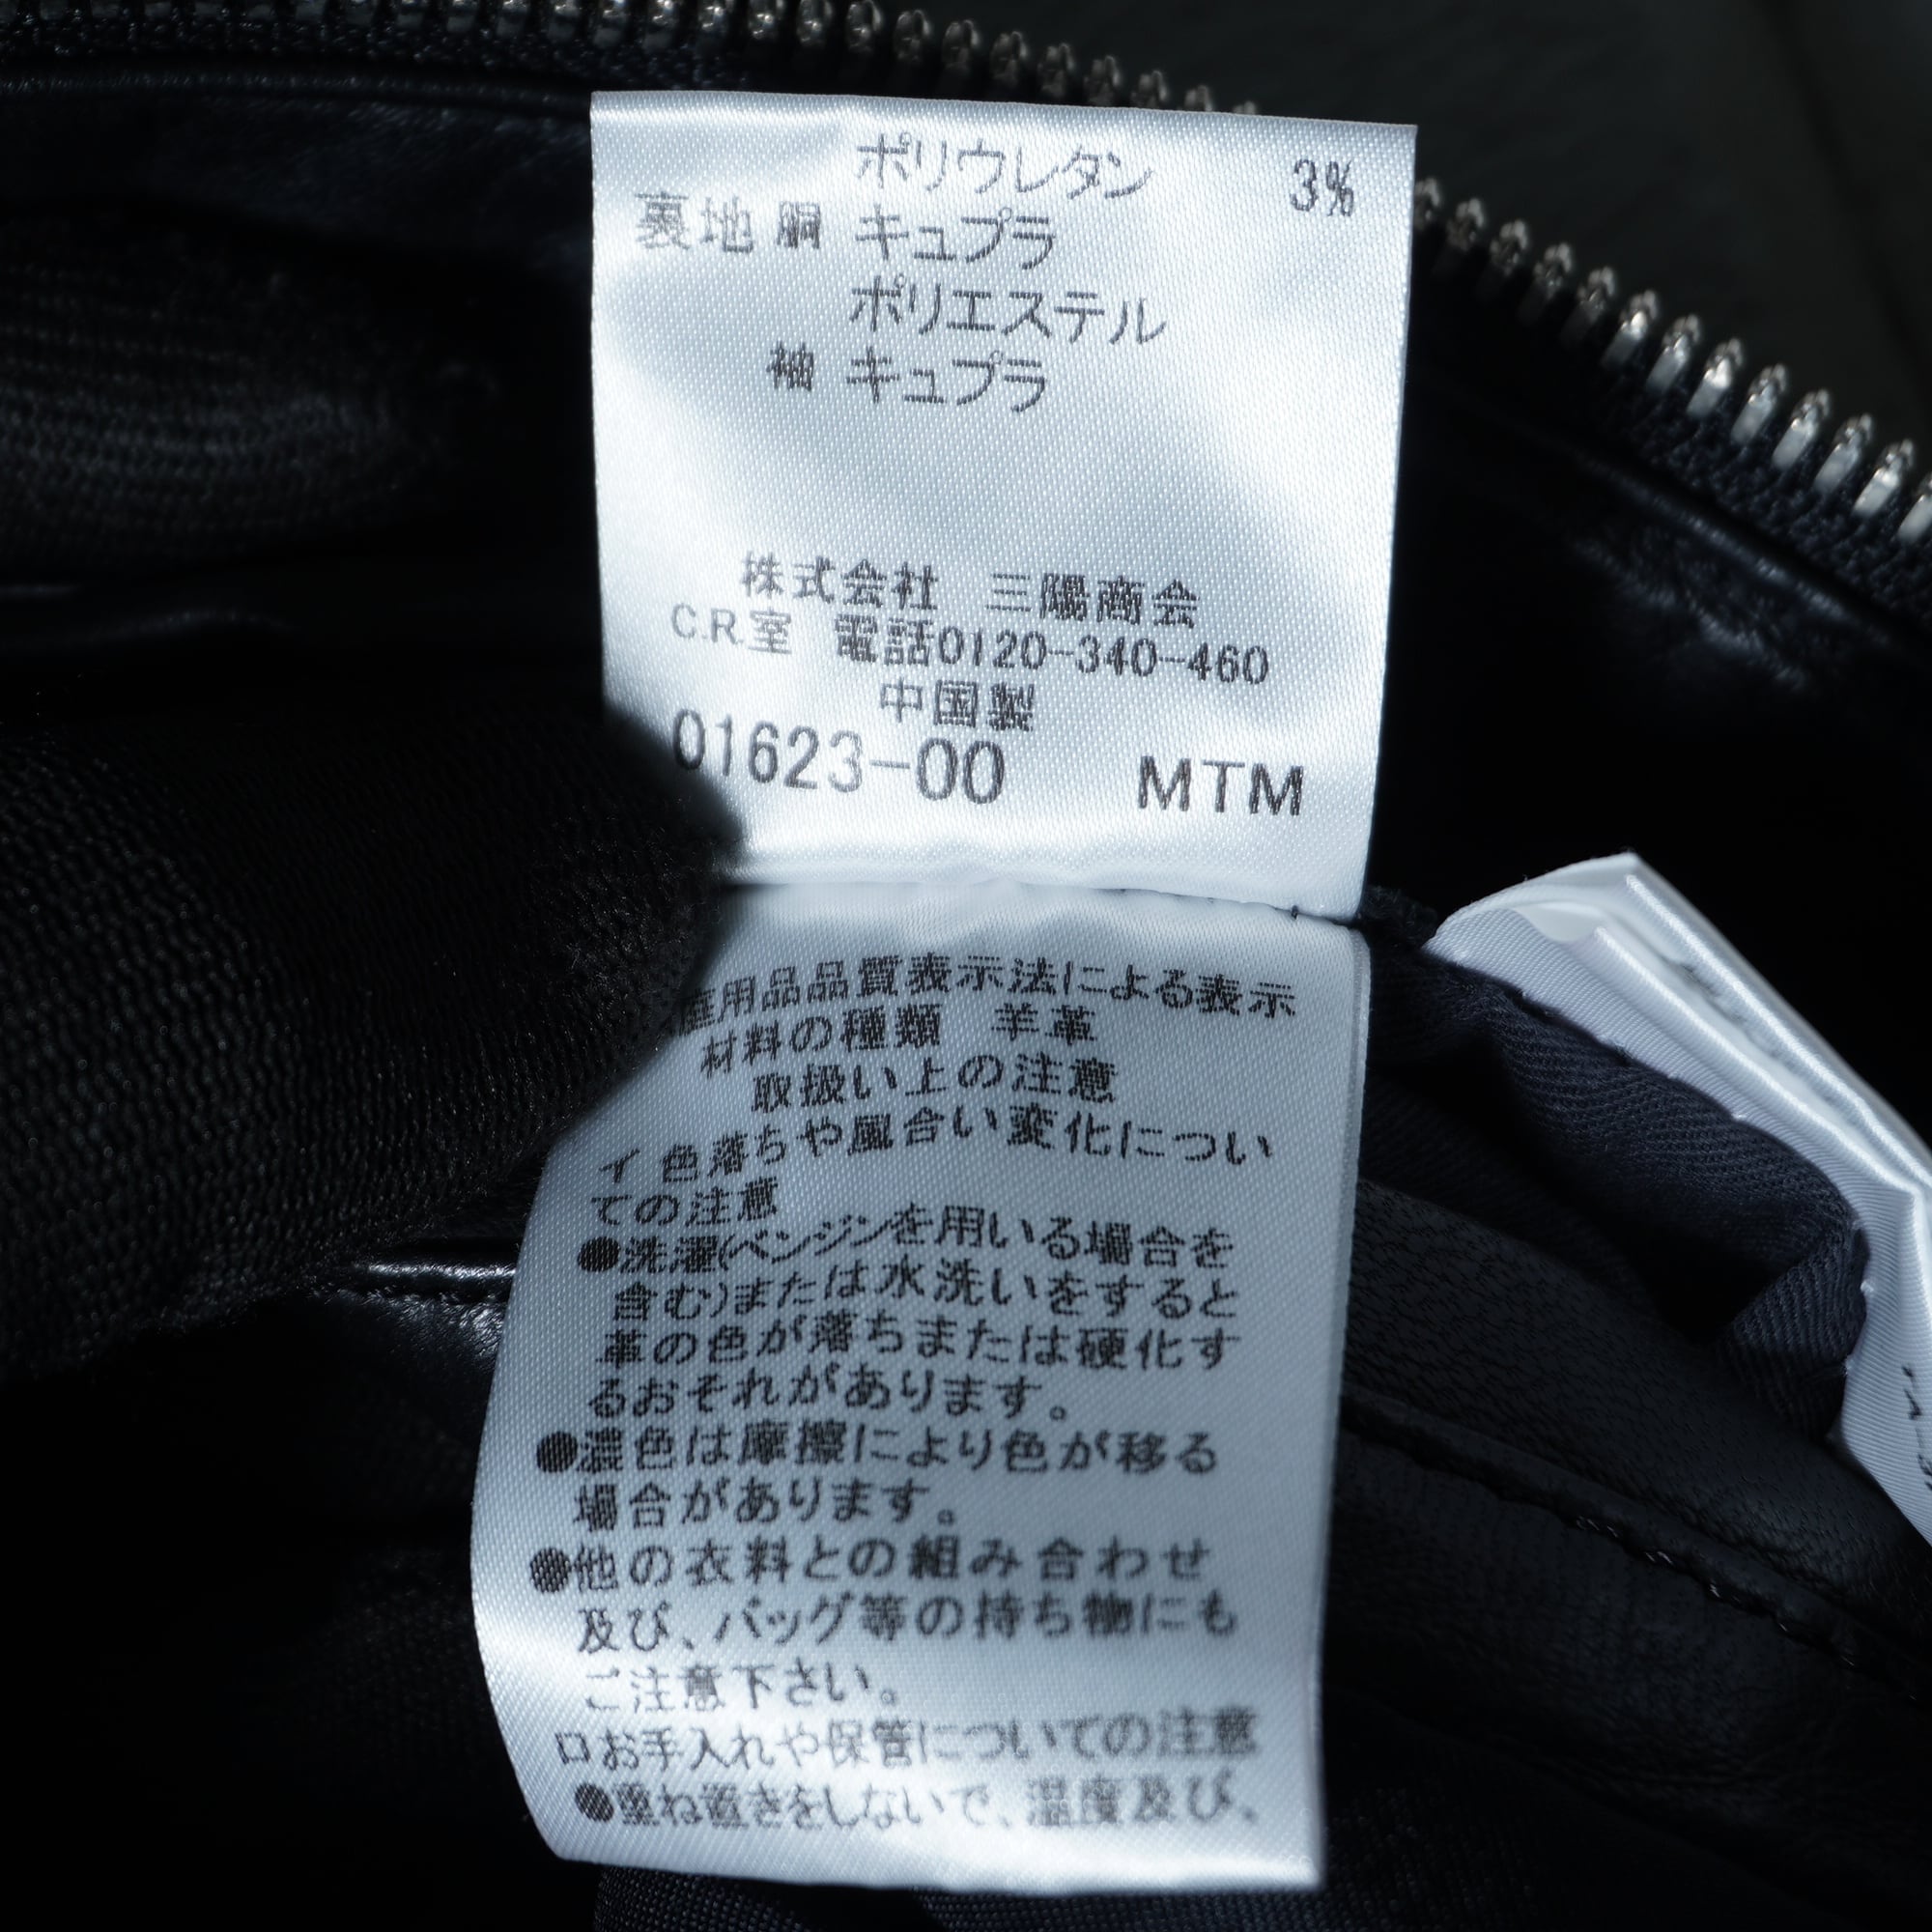 ポリウレタン 3%
裏地 胴 キュプラ
ポリエステル
袖 キュプラ
株式会社 三陽商会
C.R.室 電話0120-340-460
中国製
01623-00 MTM
庭用品品質表示法による表示
材料の種類 羊革
取扱い上の注意
イ 色落ちや風合い変化につい
ての注意
●洗濯(ベンジンを用いる場合を
含む)または水洗いをすると
革の色が落ちまたは硬化す
るおそれがあります。
●濃色は摩擦により色が移る
場合があります。
●他の衣料との組み合わせ
及び、バッグ等の持ち物にも
ご注意下さい。
ロお手入れや保管についての注意
●重ね置きをしないで、温度及び、